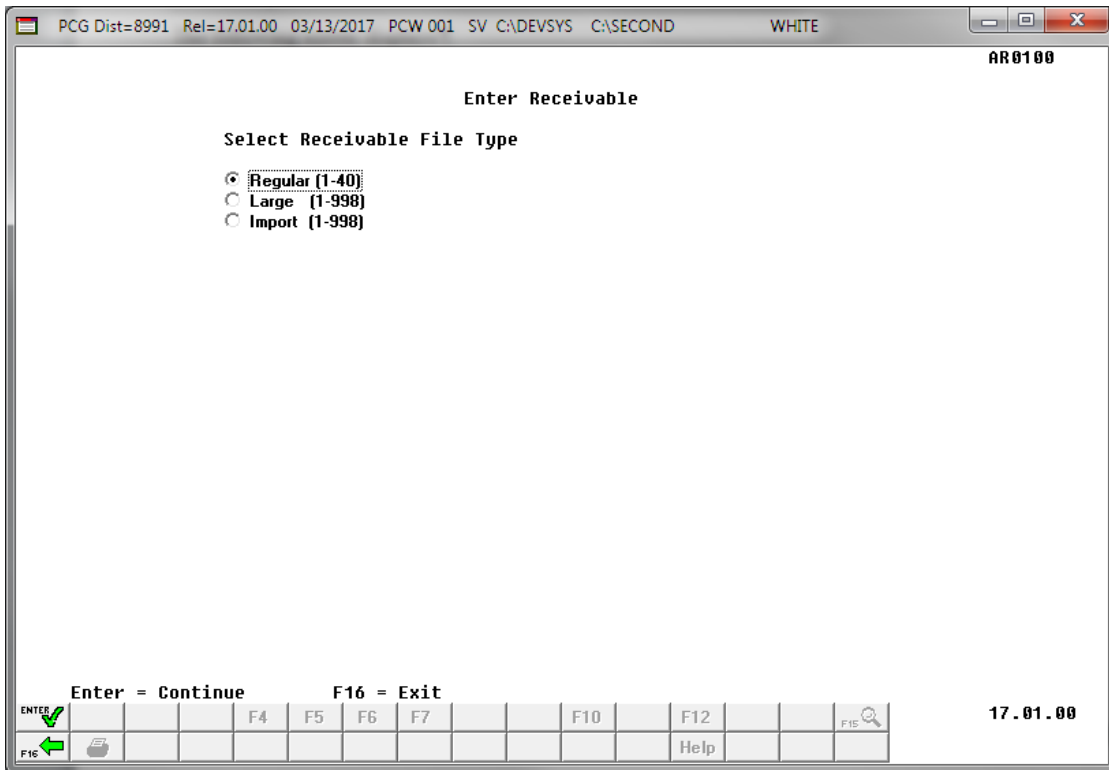 PCG Dist=8991 Rel=17.01.00 03/13/2017 PCW 001 SV C:\DEVSYS C:\SECOND WHITE
AR0100
Enter Receivable
Select Receivable File Type
Regular (1-40)
Large (1-998)
Import (1-998)
Enter = Continue F16 = Exit
ENTER F4 F5 F6 F7 F10 F12 F15 17.01.00
F16 Help